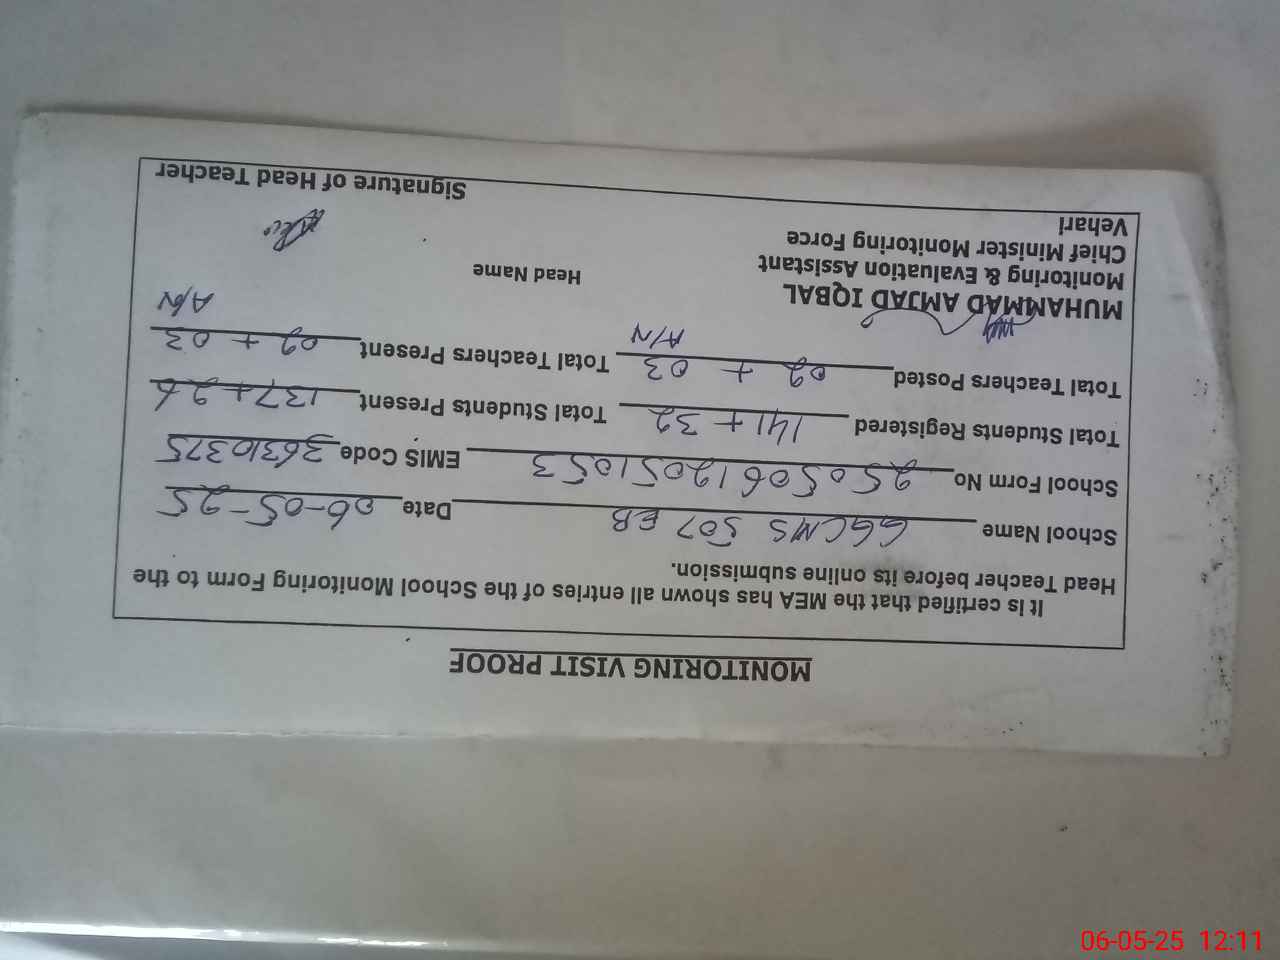 MONITORING VISIT PROOF
It is certified that the MEA has shown all entries of the School Monitoring Form to the
Head Teacher before its online submission.
School Name GGCMS 507 EB Date 06-05-25
School Form No 25050612051053 EMIS Code 36310375
Total Students Registered 141 + 32 Total Students Present 137 + 26
Total Teachers Posted 02 + 03 Total Teachers Present 02 + 03
A/N A/N
MUHAMMAD AMJAD IQBAL
Monitoring & Evaluation Assistant Head Name
Chief Minister Monitoring Force
Vehari Signature of Head Teacher
06-05-25 12:11